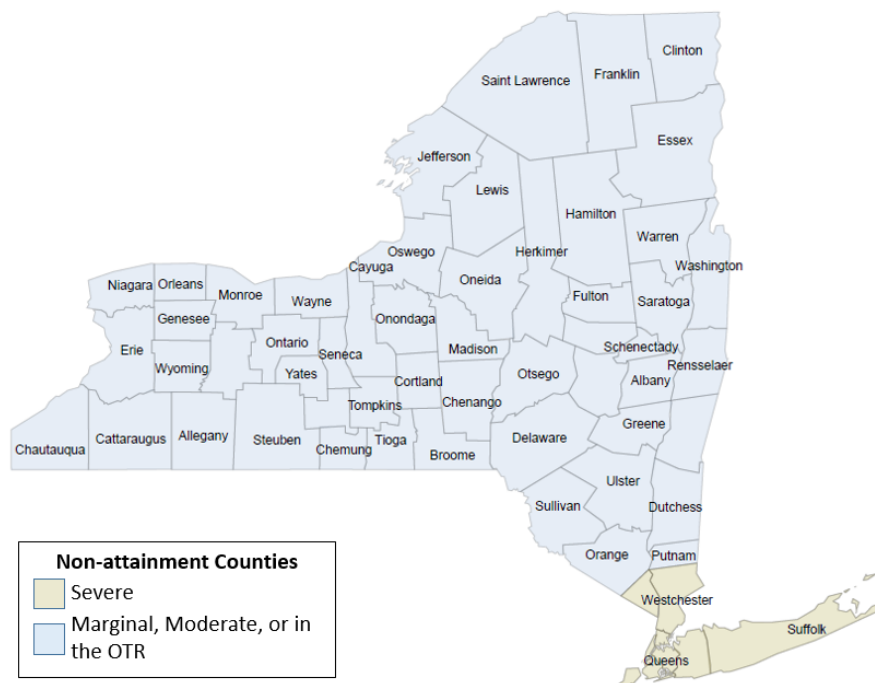 Clinton
Franklin
Saint Lawrence
Essex
Jefferson
Lewis
Hamilton
Warren
Oswego
Herkimer
Washington
Cayuga
Oneida
Niagara
Orleans
Monroe
Wayne
Fulton
Saratoga
Genesee
Onondaga
Ontario
Schenectady
Erie
Seneca
Madison
Rensselaer
Wyoming
Yates
Otsego
Albany
Cortland
Tompkins
Chenango
Greene
Cattaraugus
Allegany
Steuben
Delaware
Chautauqua
Chemung
Tioga
Broome
Ulster
Sullivan
Dutchess
Orange
Putnam
Westchester
Suffolk
Queens
Non-attainment Counties
Severe
Marginal, Moderate, or in
the OTR